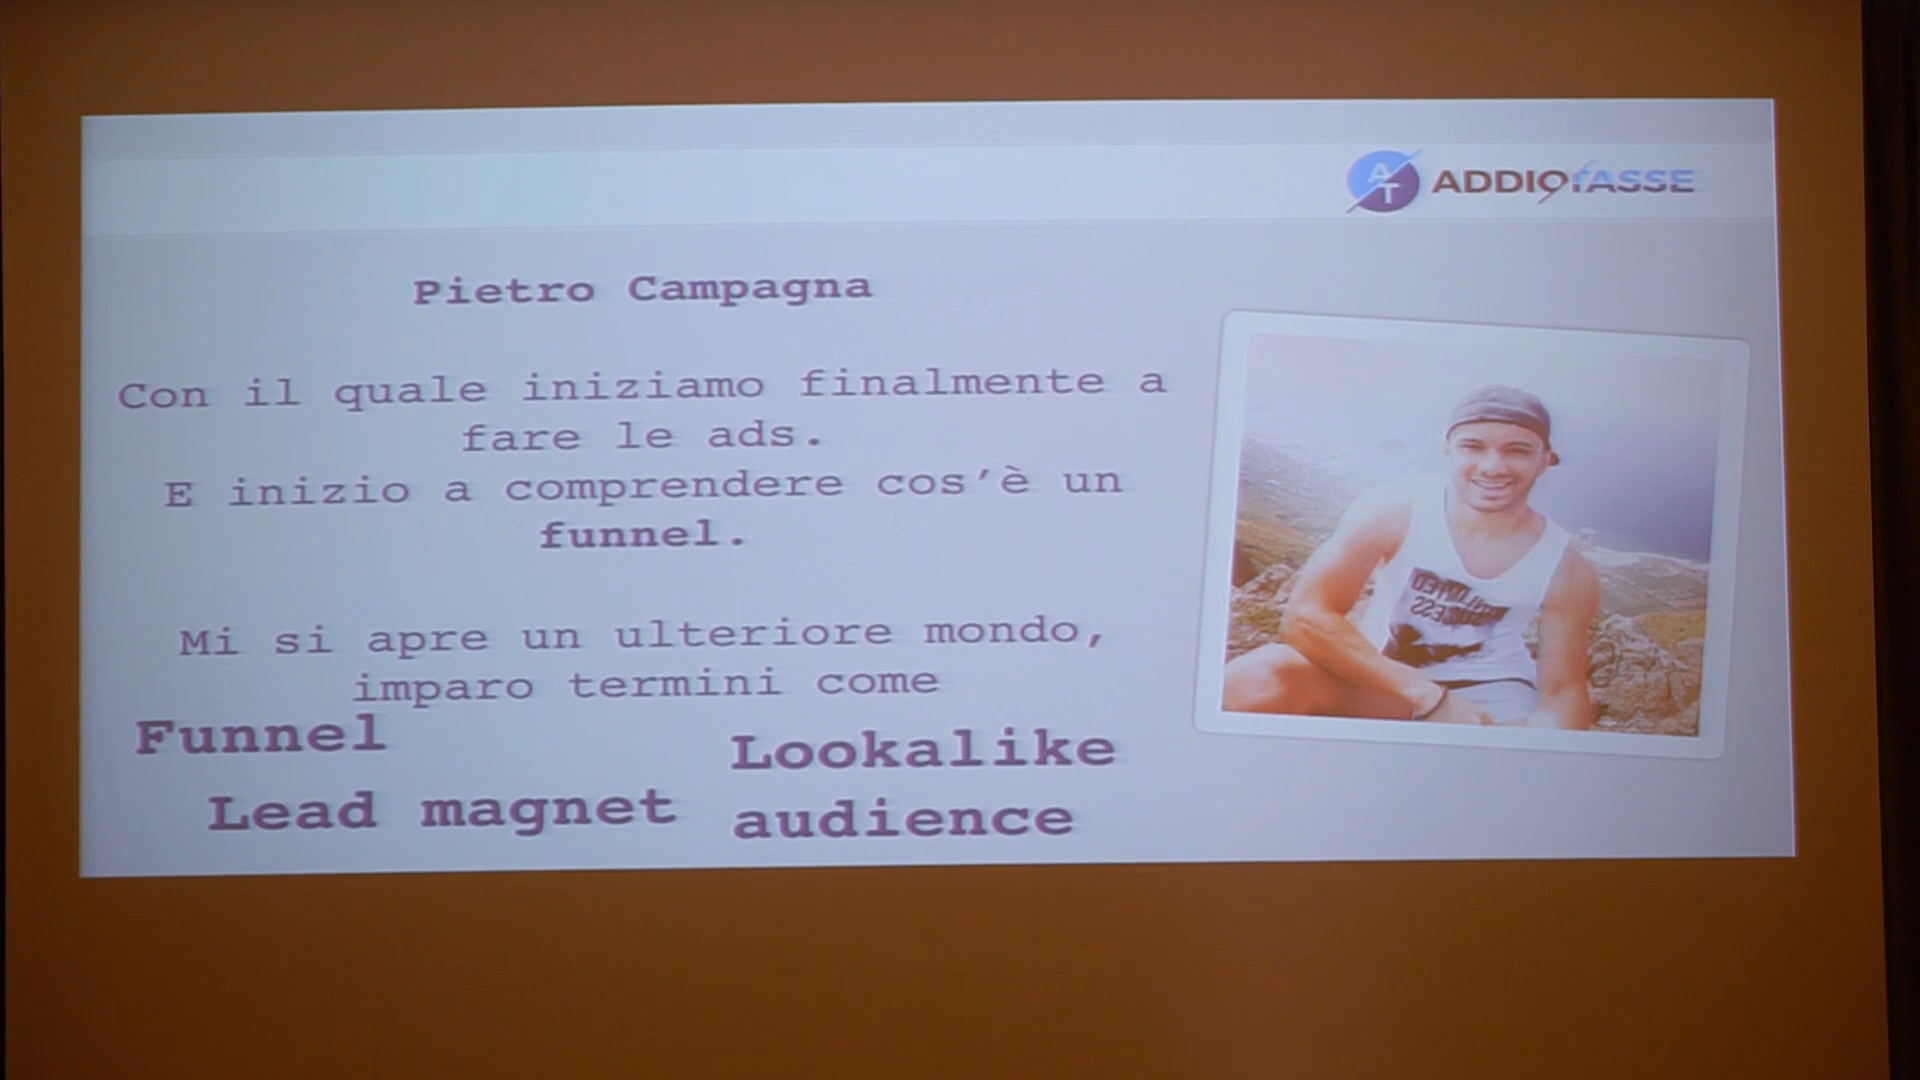 AT ADDIOTASSE
Pietro Campagna
Con il quale iniziamo finalmente a
fare le ads.
E inizio a comprendere cos'è un
funnel.
Mi si apre un ulteriore mondo,
imparo termini come
Funnel
Lead magnet
Lookalike
audience